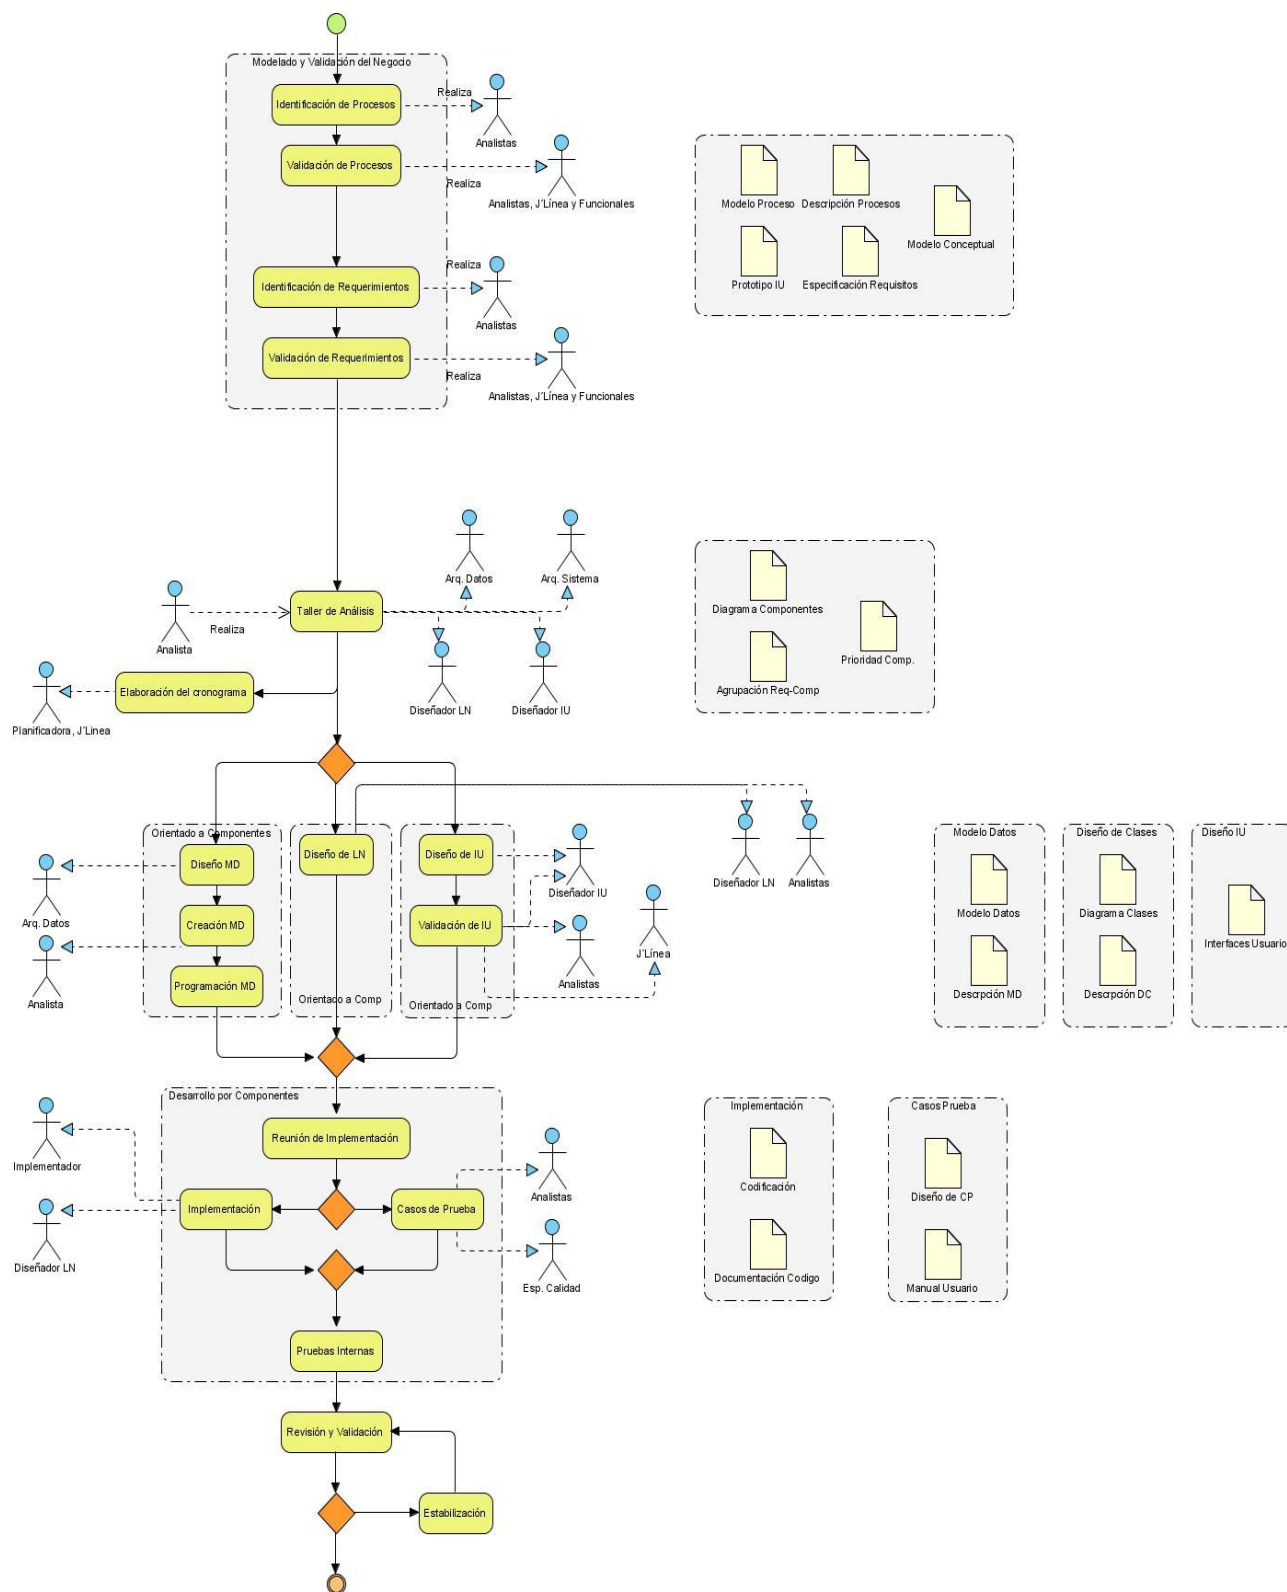 Modelado y Validación del Negocio
Identificación de Procesos
Realiza
Analistas
Validación de Procesos
Realiza
Analistas, J´Línea y Funcionales
Identificación de Requerimientos
Realiza
Analistas
Validación de Requerimientos
Realiza
Analistas, J´Línea y Funcionales
Modelo Proceso
Descripción Procesos
Modelo Conceptual
Prototipo IU
Especificación Requisitos
Arq. Datos
Arq. Sistema
Taller de Análisis
Realiza
Analista
Diseñador LN
Diseñador IU
Elaboración del cronograma
Planificadora, J´Linea
Diagrama Componentes
Prioridad Comp.
Agrupación Req-Comp
Orientado a Componentes
Diseño MD
Arq. Datos
Creación MD
Analista
Programación MD
Diseño de LN
Orientado a Comp
Diseño de IU
Validación de IU
Orientado a Comp
Diseñador IU
Analistas
J´Línea
Diseñador LN
Analistas
Modelo Datos
Modelo Datos
Descrpción MD
Diseño de Clases
Diagrama Clases
Descrpción DC
Diseño IU
Interfaces Usuario
Desarrollo por Componentes
Reunión de Implementación
Implementador
Implementación
Casos de Prueba
Analistas
Diseñador LN
Esp. Calidad
Pruebas Internas
Implementación
Codificación
Documentación Codigo
Casos Prueba
Diseño de CP
Manual Usuario
Revisión y Validación
Estabilización